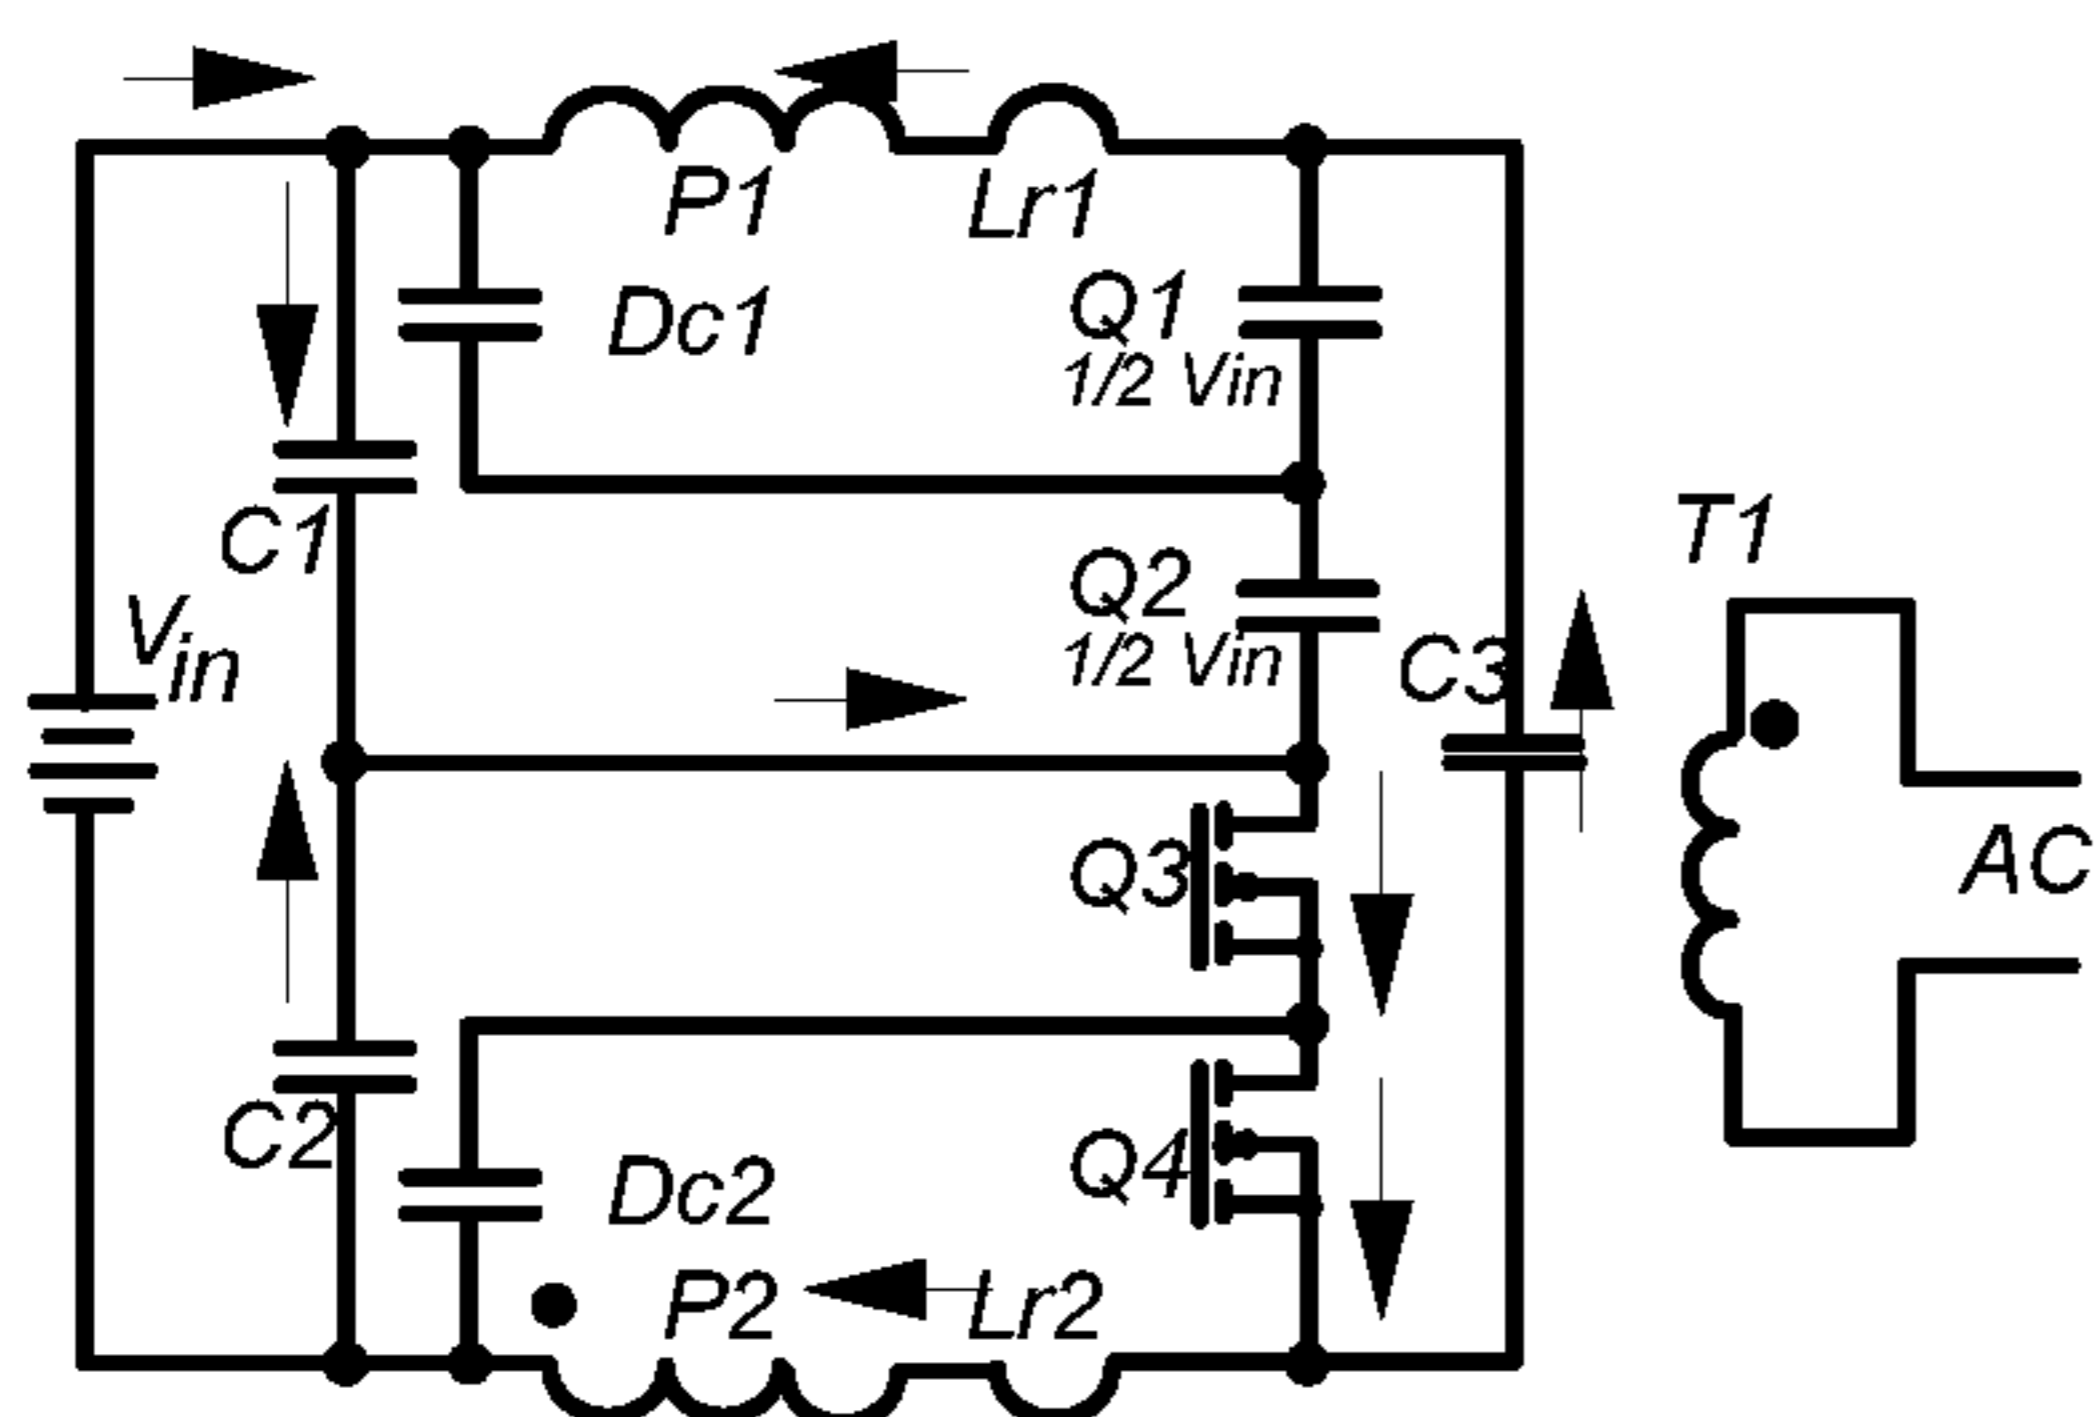 P1
Lr1
Dc1
Q1
1/2 Vin
C1
T1
Q2
1/2 Vin
Vin
C3
Q3
AC
C2
Dc2
Q4
P2
Lr2